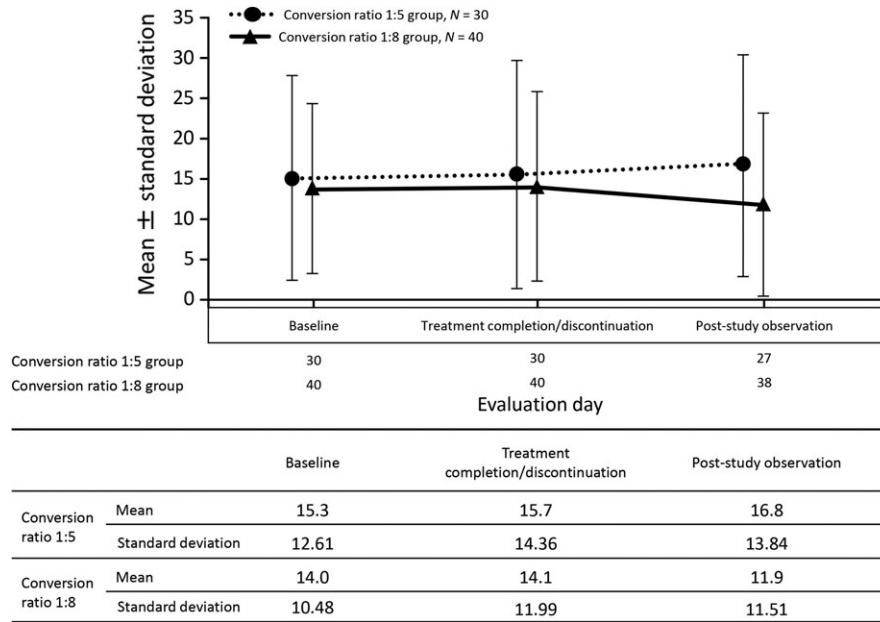 Conversion ratio 1:5 group, N = 30
Conversion ratio 1:8 group, N = 40
Mean ± standard deviation
35
30
25
20
15
10
5
0
Baseline Treatment completion/discontinuation Post-study observation
Conversion ratio 1:5 group 30 30 27
Conversion ratio 1:8 group 40 40 38
Evaluation day
Baseline Treatment completion/discontinuation Post-study observation
Conversion ratio 1:5 Mean 15.3 15.7 16.8
Standard deviation 12.61 14.36 13.84
Conversion ratio 1:8 Mean 14.0 14.1 11.9
Standard deviation 10.48 11.99 11.51